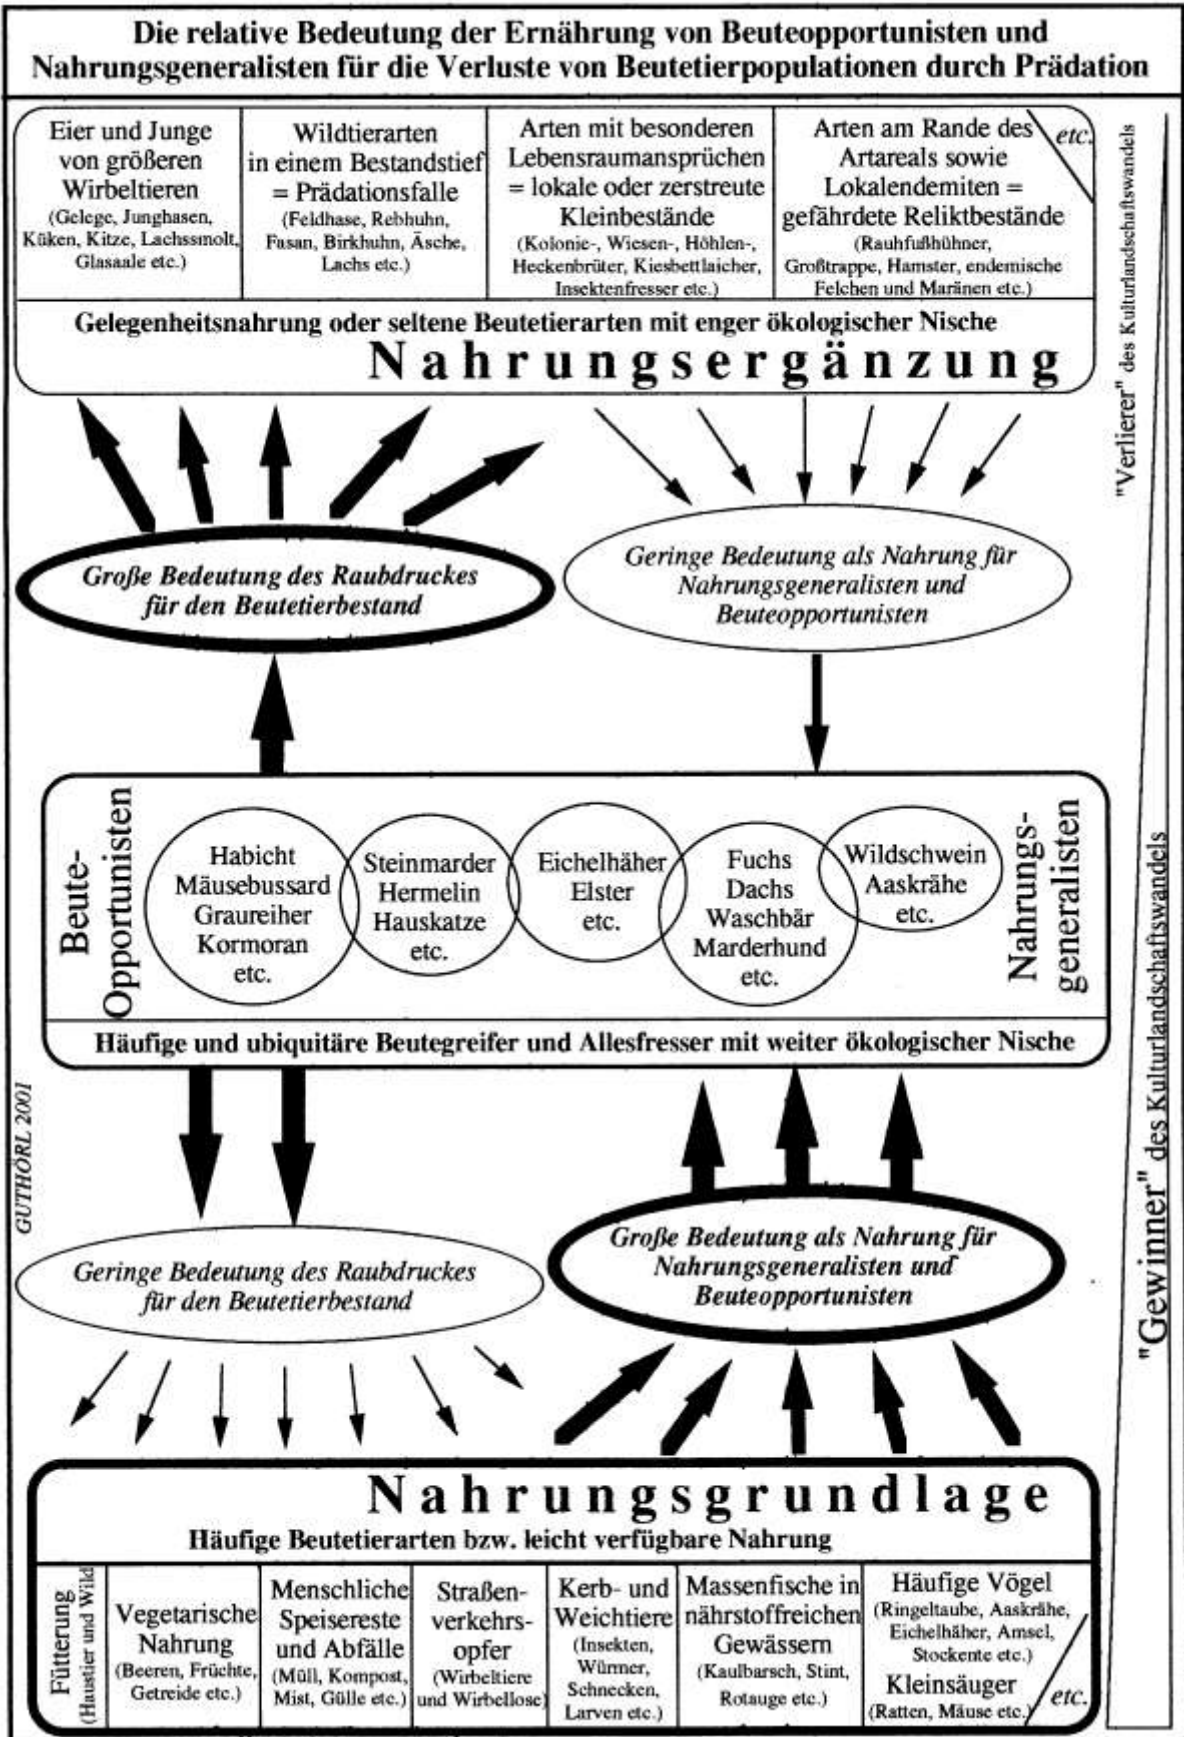 Die relative Bedeutung der Ernährung von Beuteopportunisten und
Nahrungsgeneralisten für die Verluste von Beutetierpopulationen durch Prädation
Eier und Junge
von größeren
Wirbeltieren
(Gelege, Junghasen,
Küken, Kitze, Lachssmolt,
Glasaale etc.)
Wildtierarten
in einem Bestandstief
= Prädationsfalle
(Feldhase, Rebhuhn,
Fasan, Birkhuhn, Äsche,
Lachs etc.)
Arten mit besonderen
Lebensraumansprüchen
= lokale oder zerstreute
Kleinbestände
(Kolonie-, Wiesen-, Höhlen-,
Heckenbrüter, Kiesbettlaicher,
Insektenfresser etc.)
Arten am Rande des
Artareals sowie
Lokalendemiten =
gefährdete Reliktbestände
(Rauhfußhühner,
Großtrappe, Hamster, endemische
Felchen und Maränen etc.)
etc.
Gelegenheitsnahrung oder seltene Beutetierarten mit enger ökologischer Nische
Nahrungsergänzung
"Verlierer" des Kulturlandschaftswandels
Große Bedeutung des Raubdruckes
für den Beutetierbestand
Geringe Bedeutung als Nahrung für
Nahrungsgeneralisten und
Beuteopportunisten
Beute-
Opportunisten
Habicht
Mäusebussard
Graureiher
Kormoran
etc.
Steinmarder
Hermelin
Hauskatze
etc.
Eichelhäher
Elster
etc.
Fuchs
Dachs
Waschbär
Marderhund
etc.
Wildschwein
Aaskrähe
etc.
Nahrungs-
generalisten
Häufige und ubiquitäre Beutegreifer und Allesfresser mit weiter ökologischer Nische
GUTHÖRL 2001
"Gewinner" des Kulturlandschaftswandels
Geringe Bedeutung des Raubdruckes
für den Beutetierbestand
Große Bedeutung als Nahrung für
Nahrungsgeneralisten und
Beuteopportunisten
Nahrungsgrundlage
Häufige Beutetierarten bzw. leicht verfügbare Nahrung
Fütterung
(Haustier und Wild)
Vegetarische
Nahrung
(Beeren, Früchte,
Getreide etc.)
Menschliche
Speisereste
und Abfälle
(Müll, Kompost,
Mist, Gülle etc.)
Straßen-
verkehrs-
opfer
(Wirbeltiere
und Wirbellose)
Kerb- und
Weichtiere
(Insekten,
Würmer,
Schnecken,
Larven etc.)
Massenfische in
nährstoffreichen
Gewässern
(Kaulbarsch, Stint,
Rotauge etc.)
Häufige Vögel
(Ringeltaube, Aaskrähe,
Eichelhäher, Amsel,
Stockente etc.)
Kleinsäuger
(Ratten, Mäuse etc.)
etc.